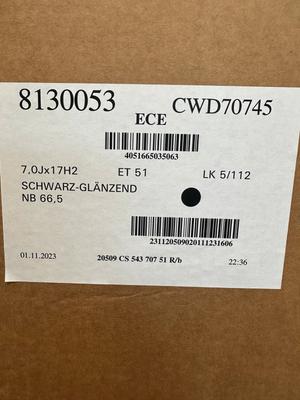 8130053 CWD70745
ECE
4051665035063
7,0Jx17H2 ET 51 LK 5/112
SCHWARZ-GLÄNZEND
NB 66,5
231120509020111231606
01.11.2023 20509 CS 543 707 51 R/b 22:36